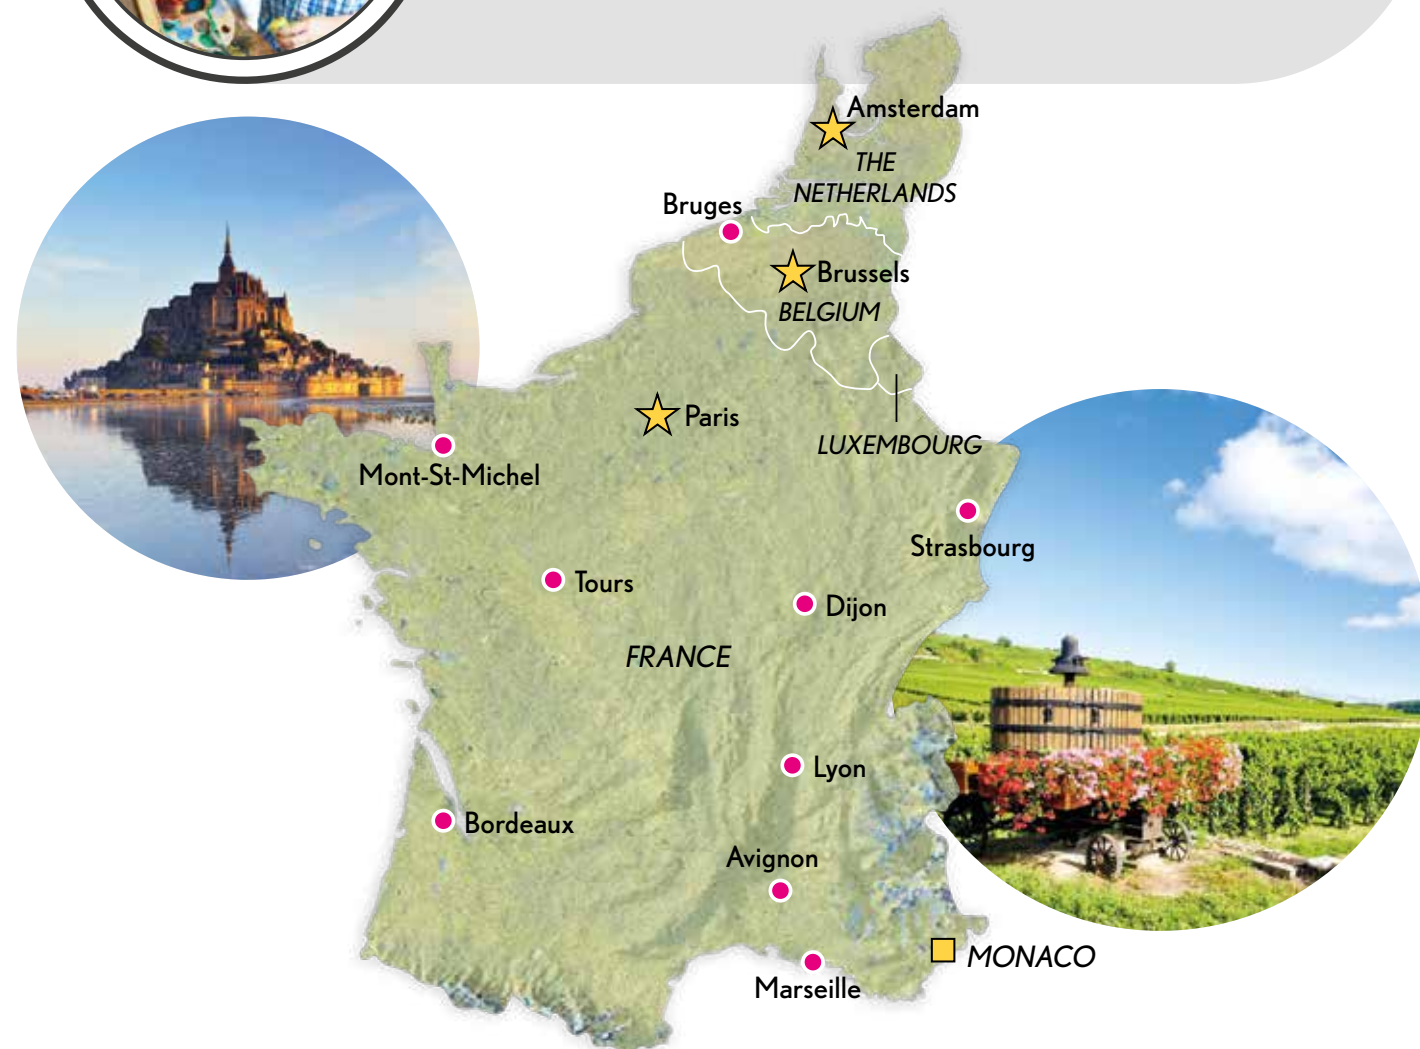 Amsterdam
THE
NETHERLANDS
Bruges
Brussels
BELGIUM
Paris
LUXEMBOURG
Mont-St-Michel
Strasbourg
Tours
Dijon
FRANCE
Lyon
Bordeaux
Avignon
MONACO
Marseille